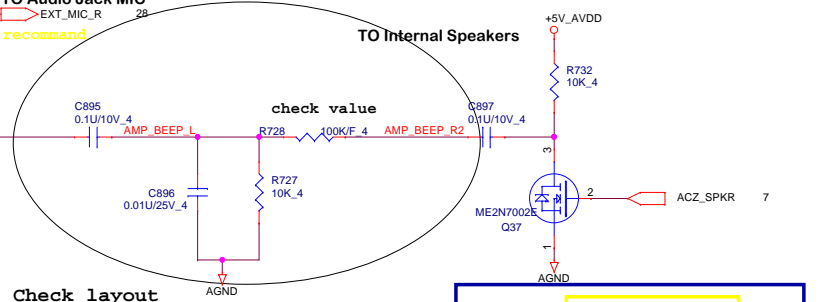 TO Audio Jack MIC
EXT_MIC_R 28
recommand
TO Internal Speakers
+5V_AVDD
R732
10K_4
C895
0.1U/10V_4
AMP_BEEP_L
check value
R728
100K/F_4
AMP_BEEP_R2
C897
0.1U/10V_4
3
C896
0.01U/25V_4
R727
10K_4
2
ACZ_SPKR 7
ME2N7002E
Q37
1
AGND
AGND
Check layout